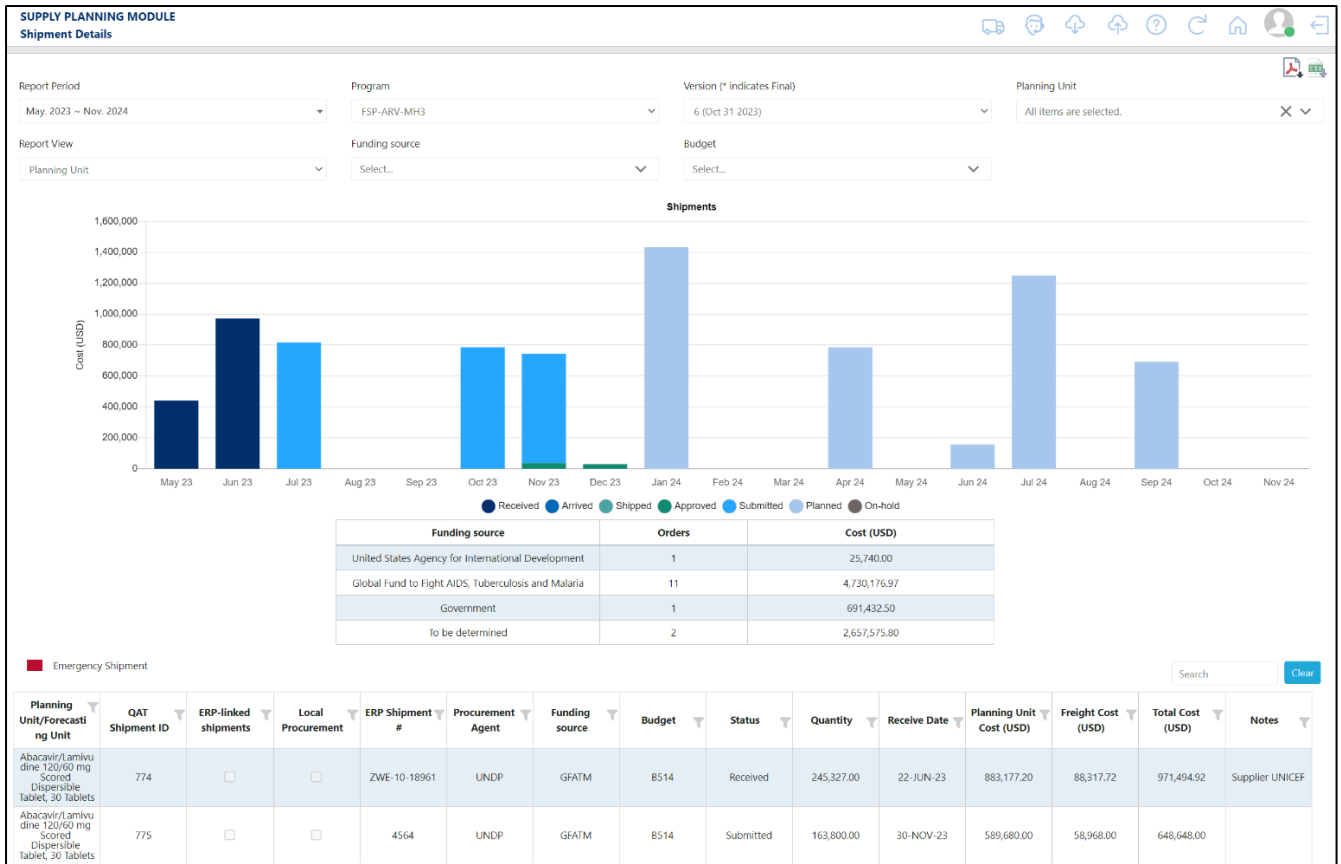 SUPPLY PLANNING MODULE
Shipment Details
CSV
Report Period
Program
Version (* indicates Final)
Planning Unit
May. 2023 ~ Nov. 2024
FSP-ARV-MH3
6 (Oct 31 2023)
All items are selected.
Report View
Funding source
Budget
Planning Unit
Select...
Select...
Shipments
1,600,000
1,400,000
1,200,000
1,000,000
800,000
600,000
400,000
200,000
0
Cost (USD)
May 23 Jun 23 Jul 23 Aug 23 Sep 23 Oct 23 Nov 23 Dec 23 Jan 24 Feb 24 Mar 24 Apr 24 May 24 Jun 24 Jul 24 Aug 24 Sep 24 Oct 24 Nov 24
Received Arrived Shipped Approved Submitted Planned On-hold
Funding source Orders Cost (USD)
United States Agency for International Development 1 25,740.00
Global Fund to Fight AIDS, Tuberculosis and Malaria 11 4,730,176.97
Government 1 691,432.50
To be determined 2 2,657,575.80
Emergency Shipment
Search
Clear
Planning
Unit/Forecasti
ng Unit
QAT
Shipment ID
ERP-linked
shipments
Local
Procurement
ERP Shipment
#
Procurement
Agent
Funding
source
Budget
Status
Quantity
Receive Date
Planning Unit
Cost (USD)
Freight Cost
(USD)
Total Cost
(USD)
Notes
Abacavir/Lamivu
dine 120/60 mg
Scored
Dispersible
Tablet, 30 Tablets
774 ZWE-10-18961 UNDP GFATM B514 Received 245,327.00 22-JUN-23 883,177.20 88,317.72 971,494.92 Supplier UNICEF
Abacavir/Lamivu
dine 120/60 mg
Scored
Dispersible
Tablet, 30 Tablets
775 4564 UNDP GFATM B514 Submitted 163,800.00 30-NOV-23 589,680.00 58,968.00 648,648.00